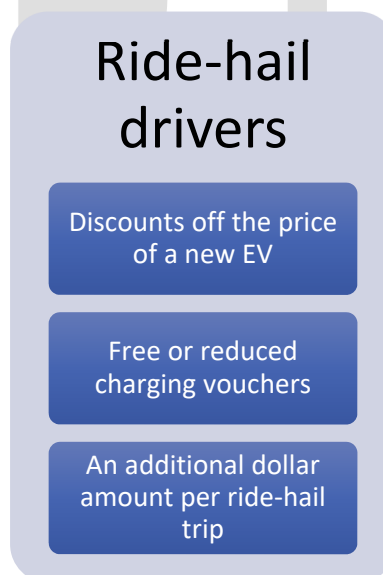 Ride-hail
drivers
Discounts off the price
of a new EV
Free or reduced
charging vouchers
An additional dollar
amount per ride-hail
trip